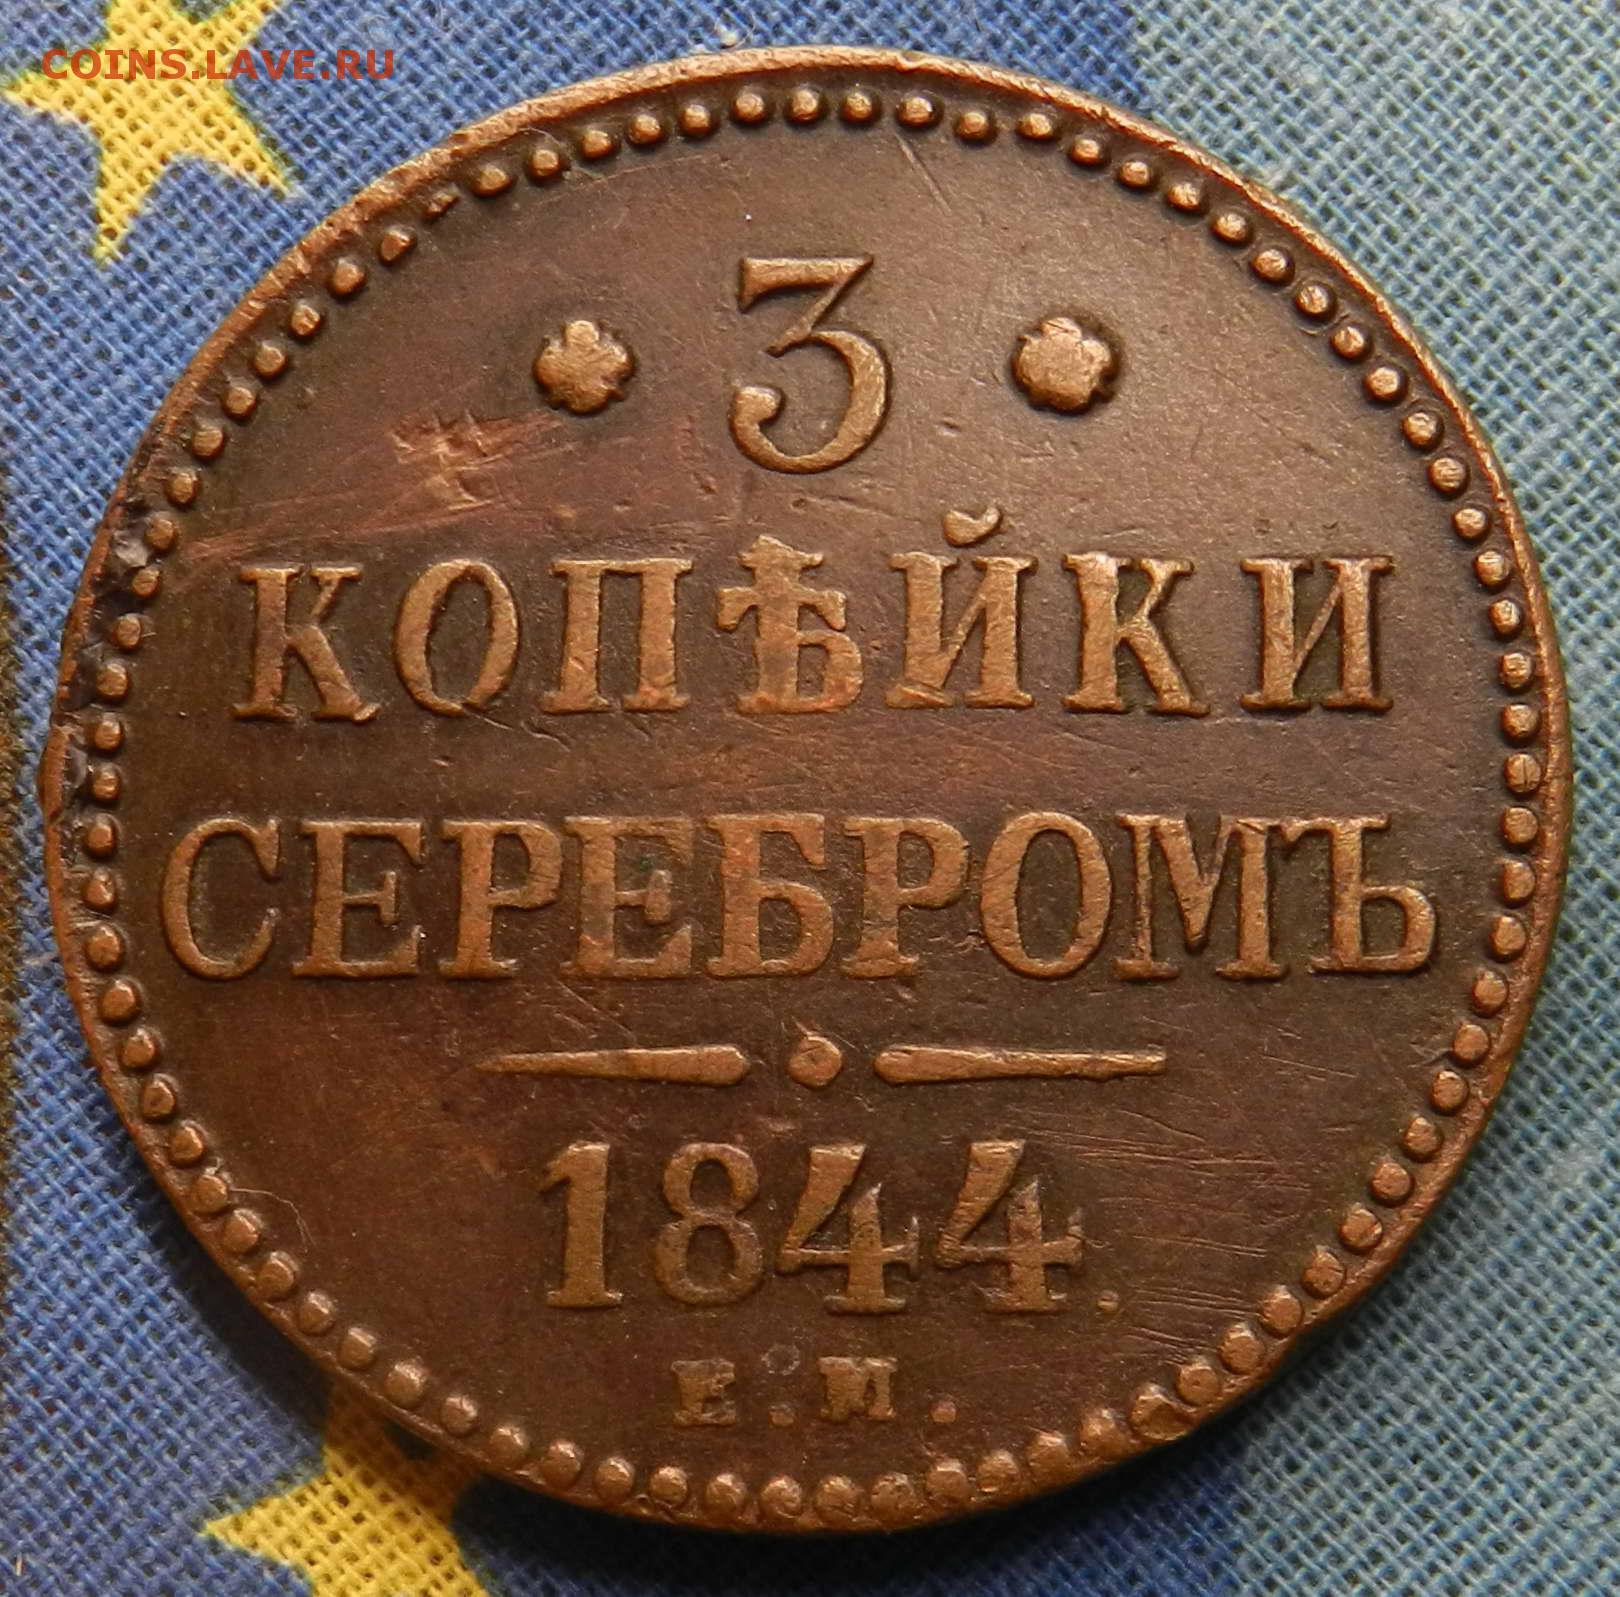 COINS.LAVE.RU
3
КОПѢЙКИ
СЕРЕБРОМЪ
1844.
Е.М.